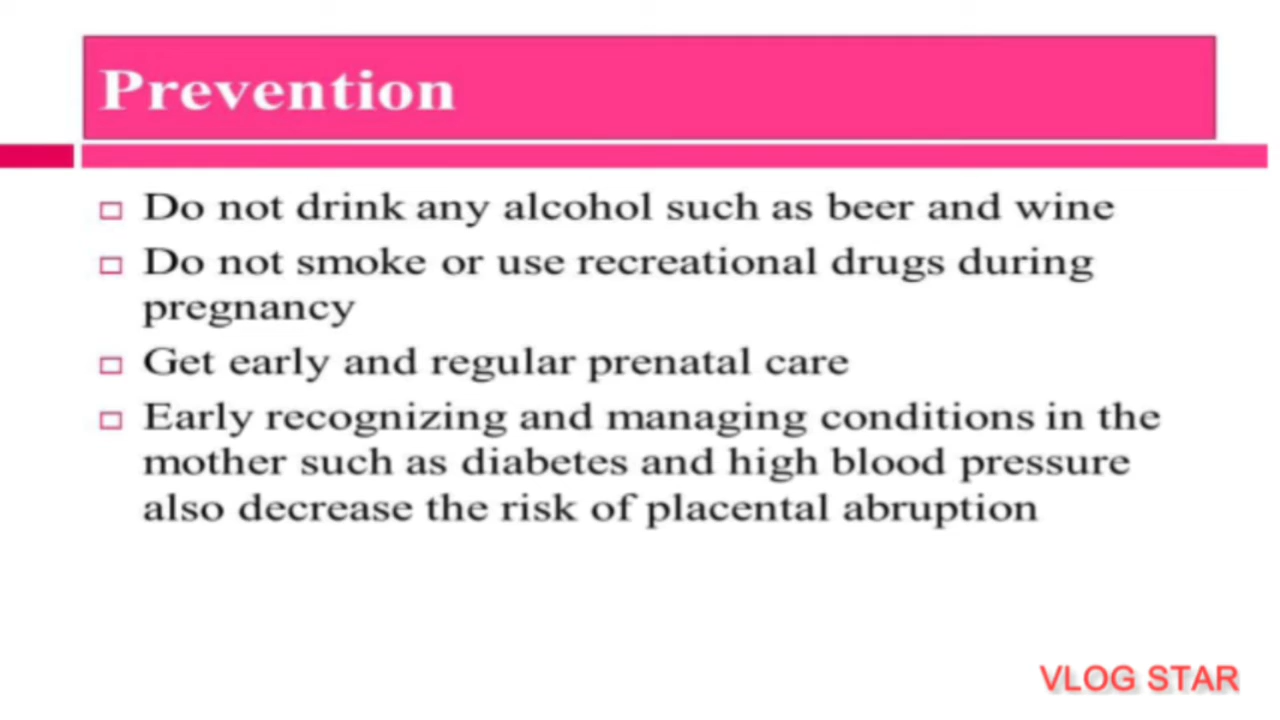 Prevention
Do not drink any alcohol such as beer and wine
Do not smoke or use recreational drugs during
pregnancy
Get early and regular prenatal care
Early recognizing and managing conditions in the
mother such as diabetes and high blood pressure
also decrease the risk of placental abruption
VLOG STAR